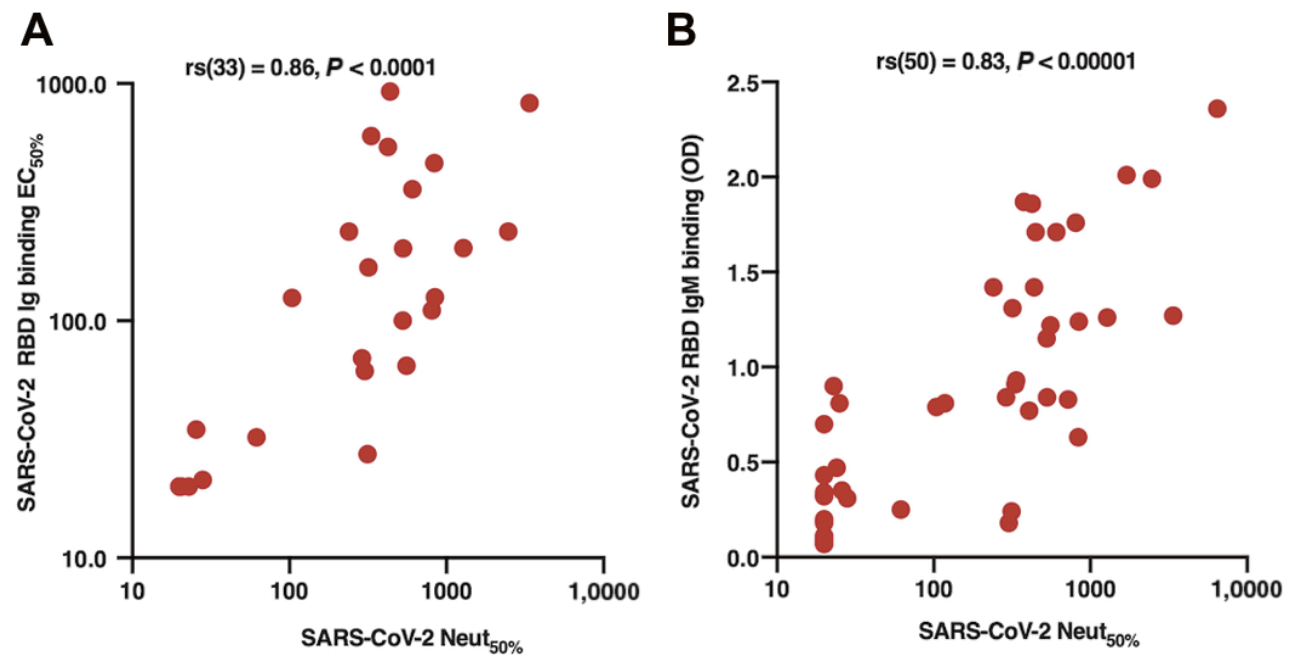 A
rs(33) = 0.86, P < 0.0001
SARS-CoV-2 RBD Ig binding EC50%
1000.0
100.0
10.0
10 100 1000 1,0000
SARS-CoV-2 Neut50%
B
rs(50) = 0.83, P < 0.00001
SARS-CoV-2 RBD IgM binding (OD)
2.5
2.0
1.5
1.0
0.5
0.0
10 100 1000 1,0000
SARS-CoV-2 Neut50%